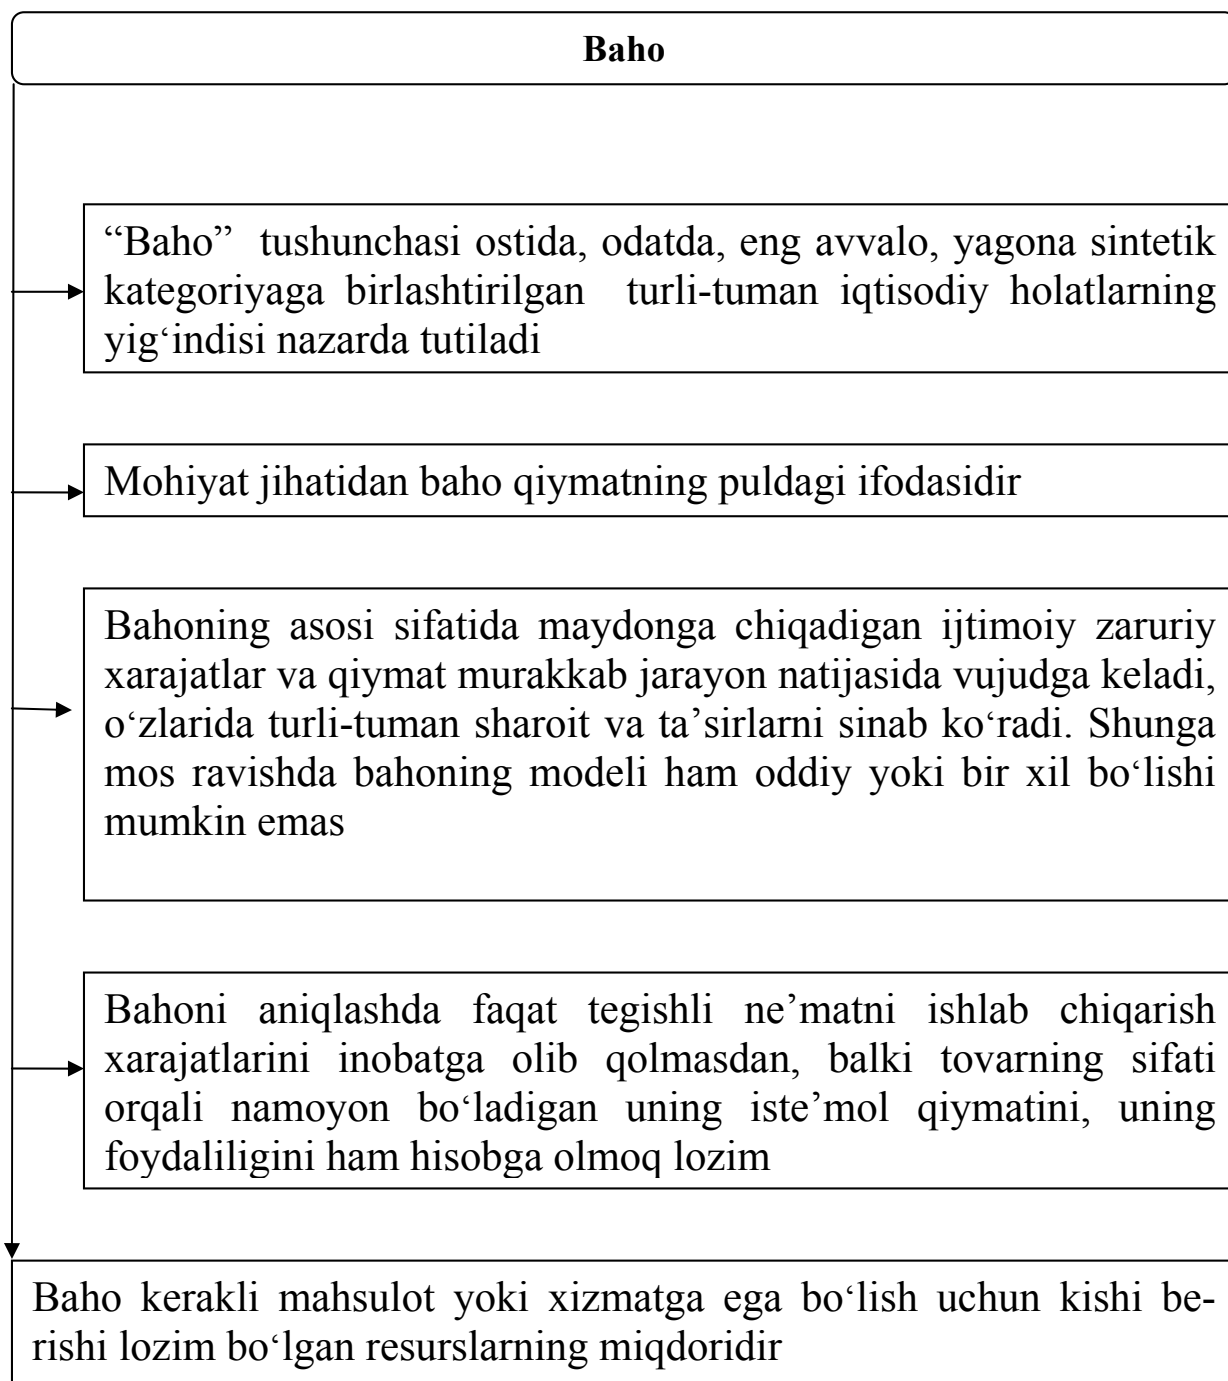 Baho
“Baho” tushunchasi ostida, odatda, eng avvalo, yagona sintetik
kategoriyaga birlashtirilgan turli-tuman iqtisodiy holatlarning
yig‘indisi nazarda tutiladi
Mohiyat jihatidan baho qiymatning puldagi ifodasidir
Bahoning asosi sifatida maydonga chiqadigan ijtimoiy zaruriy
xarajatlar va qiymat murakkab jarayon natijasida vujudga keladi,
o‘zlarida turli-tuman sharoit va ta’sirlarni sinab ko‘radi. Shunga
mos ravishda bahoning modeli ham oddiy yoki bir xil bo‘lishi
mumkin emas
Bahoni aniqlashda faqat tegishli ne’matni ishlab chiqarish
xarajatlarini inobatga olib qolmasdan, balki tovarning sifati
orqali namoyon bo‘ladigan uning iste’mol qiymatini, uning
foydaliligini ham hisobga olmoq lozim
Baho kerakli mahsulot yoki xizmatga ega bo‘lish uchun kishi be-
rishi lozim bo‘lgan resurslarning miqdoridir